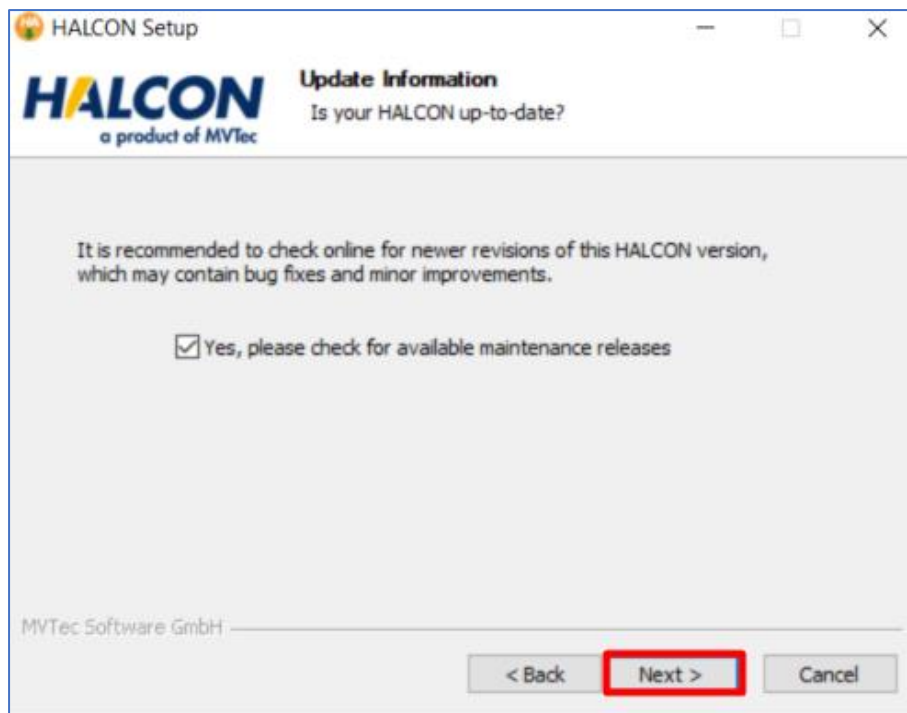 HALCON Setup
HALCON
a product of MVTec
Update Information
Is your HALCON up-to-date?
It is recommended to check online for newer revisions of this HALCON version,
which may contain bug fixes and minor improvements.
Yes, please check for available maintenance releases
MVTec Software GmbH
< Back
Next >
Cancel